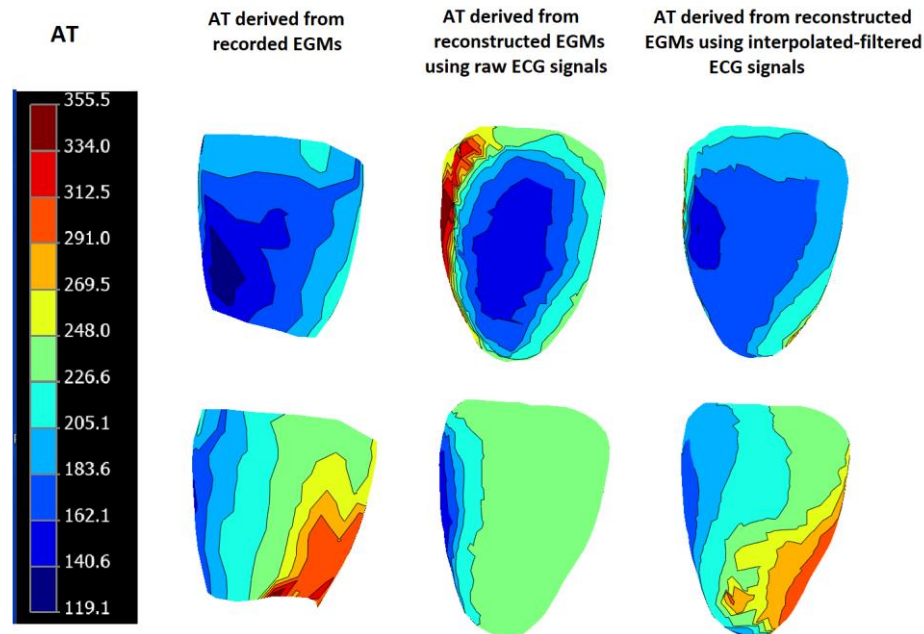 AT
AT derived from
recorded EGMs
AT derived from
reconstructed EGMs
using raw ECG signals
AT derived from reconstructed
EGMs using interpolated-filtered
ECG signals
355.5
334.0
312.5
291.0
269.5
248.0
226.6
205.1
183.6
162.1
140.6
119.1